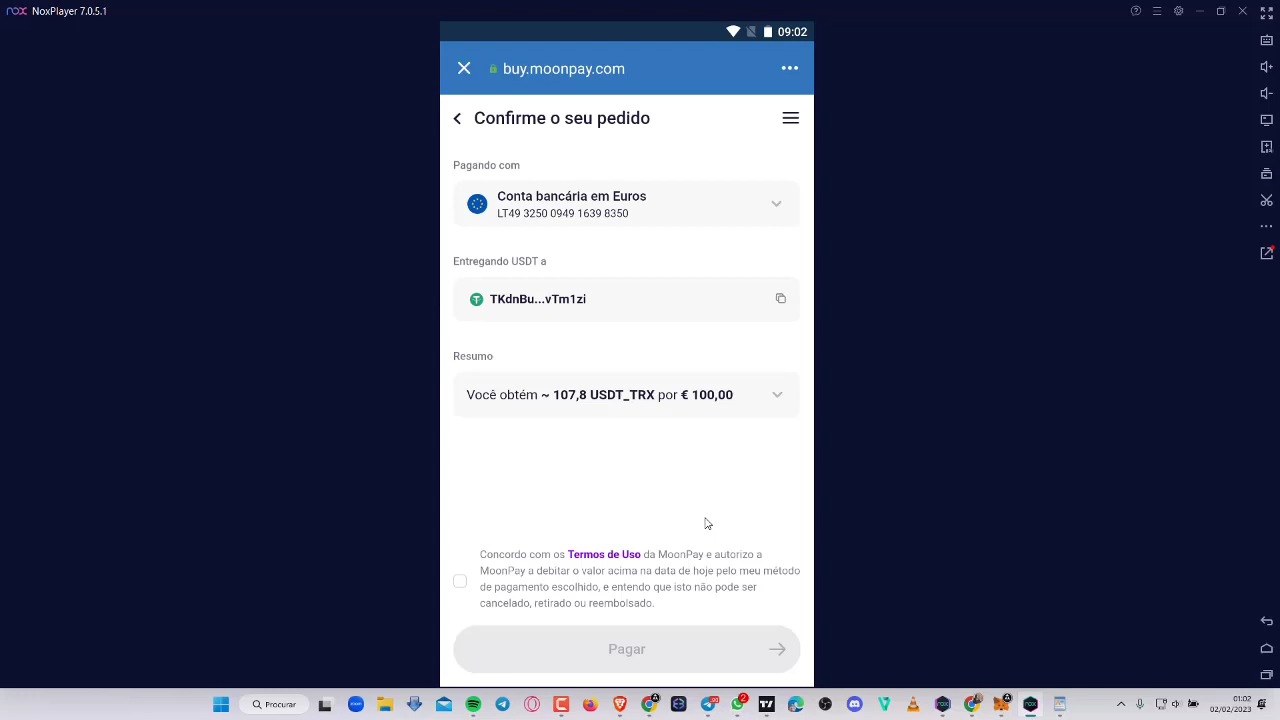 NoxPlayer 7.0.5.1
09:02
buy.moonpay.com
Confirme o seu pedido
Pagando com
Conta bancária em Euros
LT49 3250 0949 1639 8350
Entregando USDT a
TKdnBu...vTm1zi
Resumo
Você obtém ~ 107,8 USDT_TRX por € 100,00
Concordo com os Termos de Uso da MoonPay e autorizo a
MoonPay a debitar o valor acima na data de hoje pelo meu método
de pagamento escolhido, e entendo que isto não pode ser
cancelado, retirado ou reembolsado.
Pagar
Procurar
2
01:02
02/02/2023